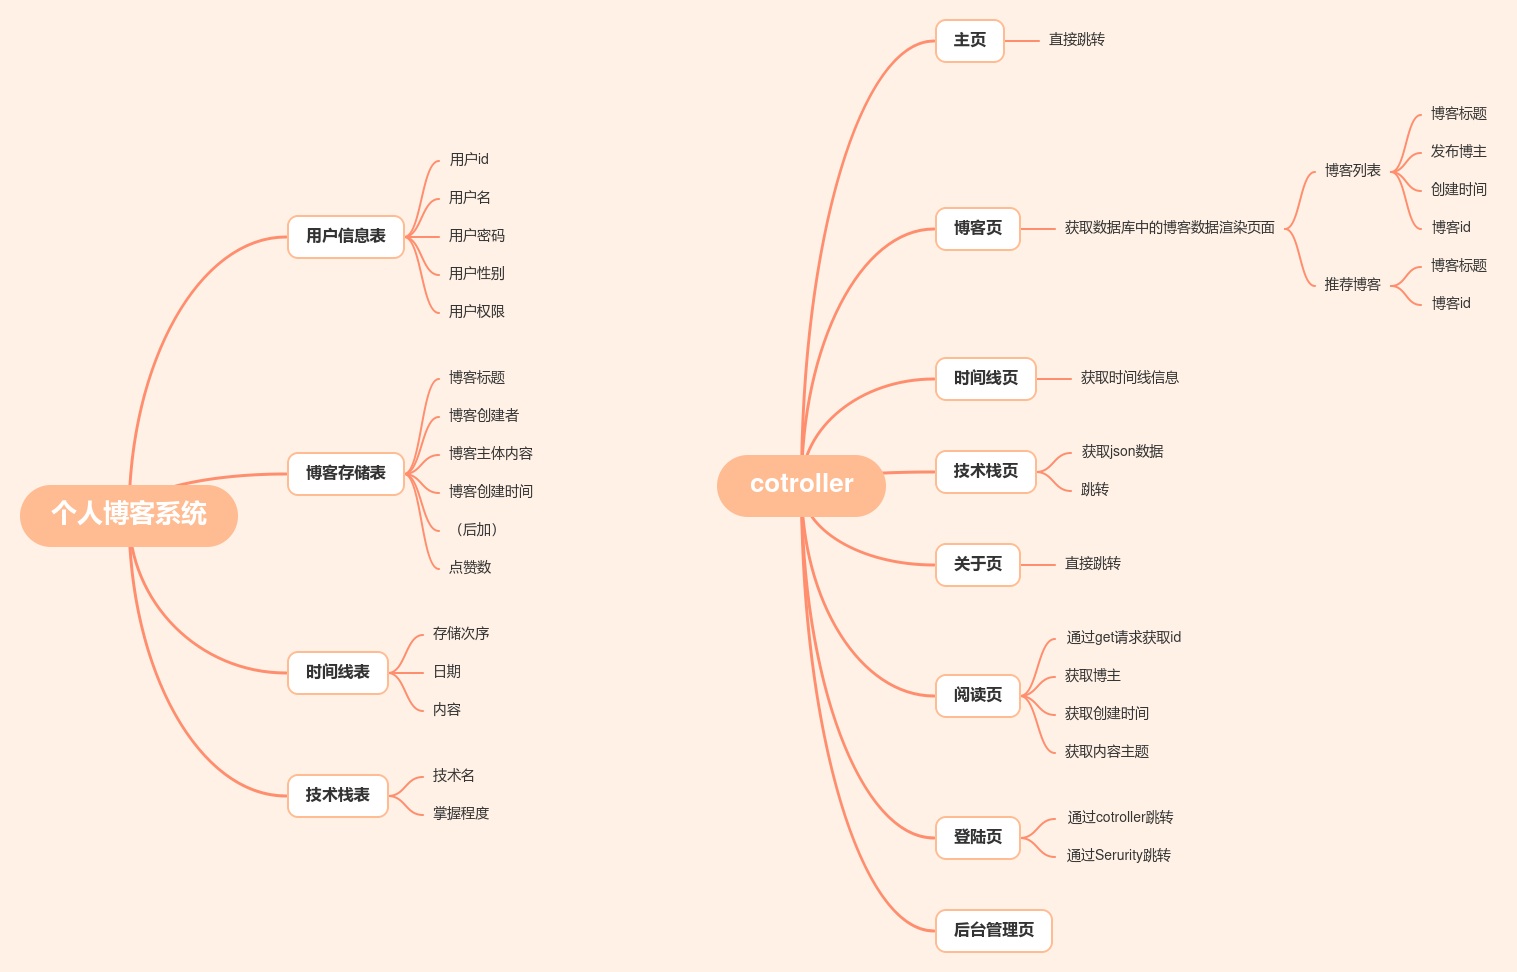 个人博客系统
用户信息表
用户id
用户名
用户密码
用户性别
用户权限
博客存储表
博客标题
博客创建者
博客主体内容
博客创建时间
（后加）
点赞数
时间线表
存储次序
日期
内容
技术栈表
技术名
掌握程度
cotroller
主页
直接跳转
博客页
获取数据库中的博客数据渲染页面
博客列表
博客标题
发布博主
创建时间
博客id
推荐博客
博客标题
博客id
时间线页
获取时间线信息
技术栈页
获取json数据
跳转
关于页
直接跳转
阅读页
通过get请求获取id
获取博主
获取创建时间
获取内容主题
登陆页
通过cotroller跳转
通过Serurity跳转
后台管理页